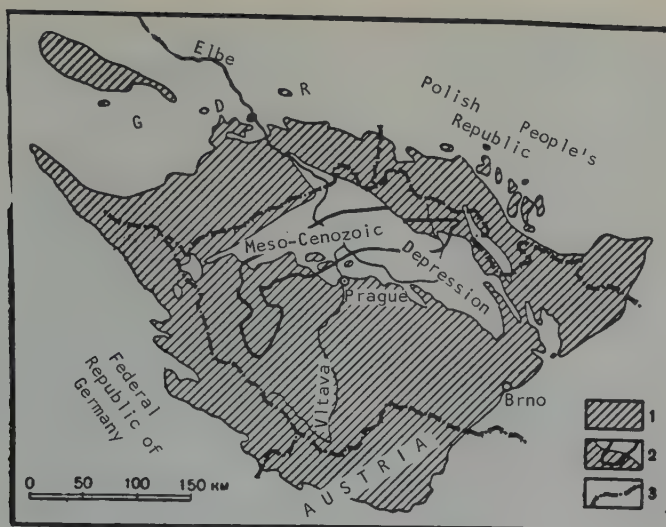 Elbe
R
D
G
Polish People's
Republic
Meso-Cenozoic
Depression
Prague
Federal
Republic of
Germany
Vltava
Brno
AUSTRIA
1
2
3
0 50 100 150 км